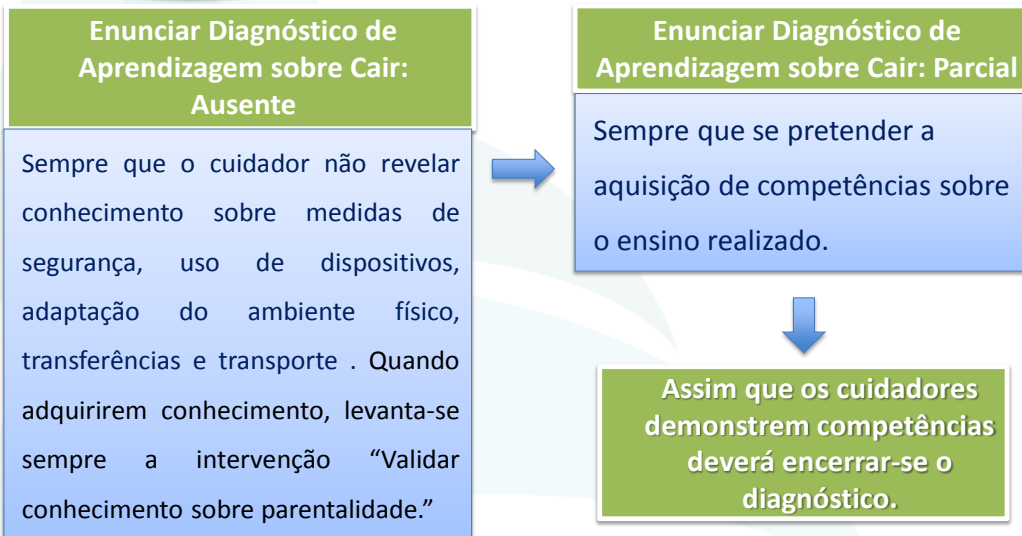 Enunciar Diagnóstico de
Aprendizagem sobre Cair:
Ausente
Sempre que o cuidador não revelar
conhecimento sobre medidas de
segurança, uso de dispositivos,
adaptação do ambiente físico,
transferências e transporte . Quando
adquirirem conhecimento, levanta-se
sempre a intervenção “Validar
conhecimento sobre parentalidade.”
Enunciar Diagnóstico de
Aprendizagem sobre Cair: Parcial
Sempre que se pretender a
aquisição de competências sobre
o ensino realizado.
Assim que os cuidadores
demonstrem competências
deverá encerrar-se o
diagnóstico.